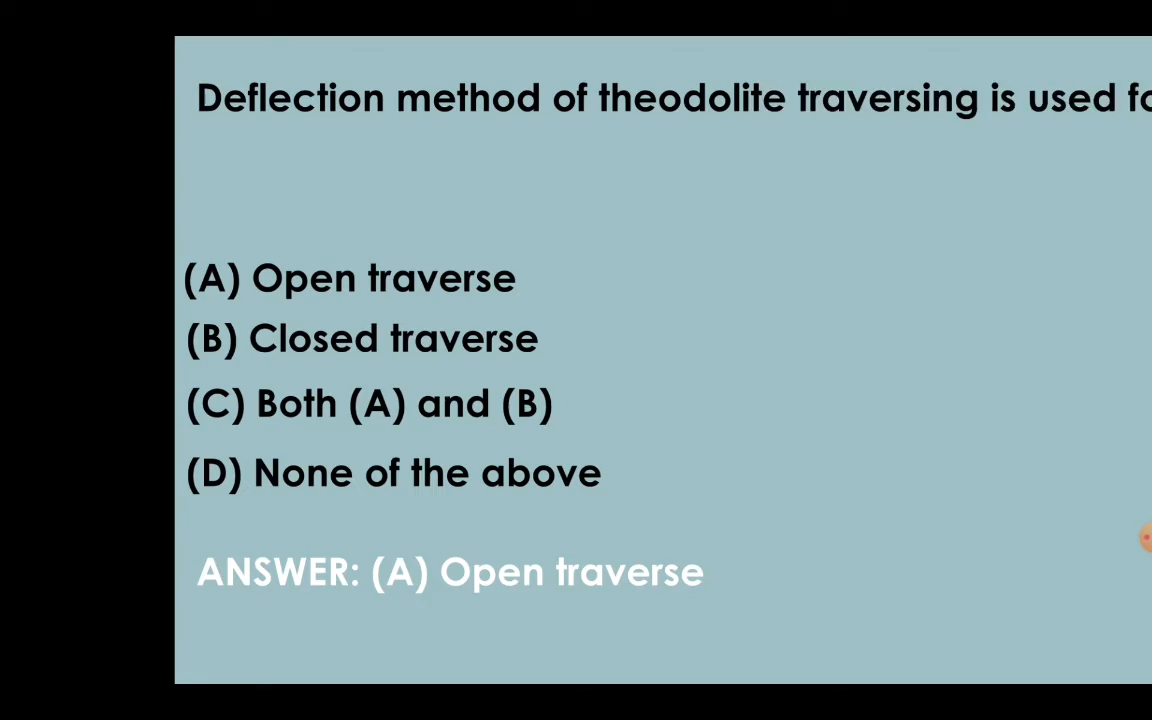 Deflection method of theodolite traversing is used
(A) Open traverse
(B) Closed traverse
(C) Both (A) and (B)
(D) None of the above
ANSWER: (A) Open traverse